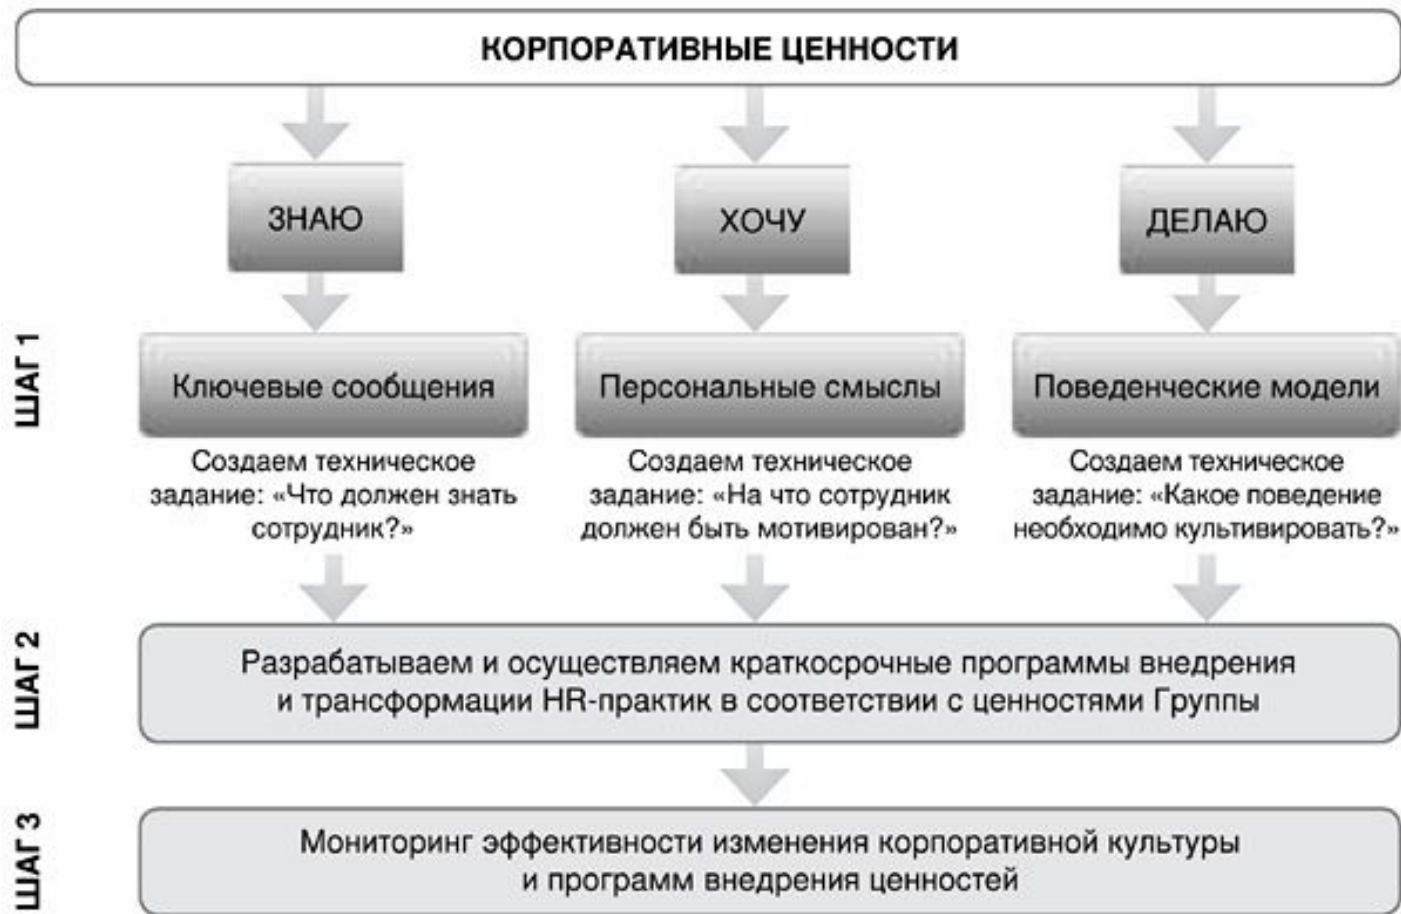 КОРПОРАТИВНЫЕ ЦЕННОСТИ
ЗНАЮ
ХОЧУ
ДЕЛАЮ
ШАГ 1
Ключевые сообщения
Персональные смыслы
Поведенческие модели
Создаем техническое
задание: «Что должен знать
сотрудник?»
Создаем техническое
задание: «На что сотрудник
должен быть мотивирован?»
Создаем техническое
задание: «Какое поведение
необходимо культивировать?»
ШАГ 2
Разрабатываем и осуществляем краткосрочные программы внедрения
и трансформации HR-практик в соответствии с ценностями Группы
ШАГ 3
Мониторинг эффективности изменения корпоративной культуры
и программ внедрения ценностей